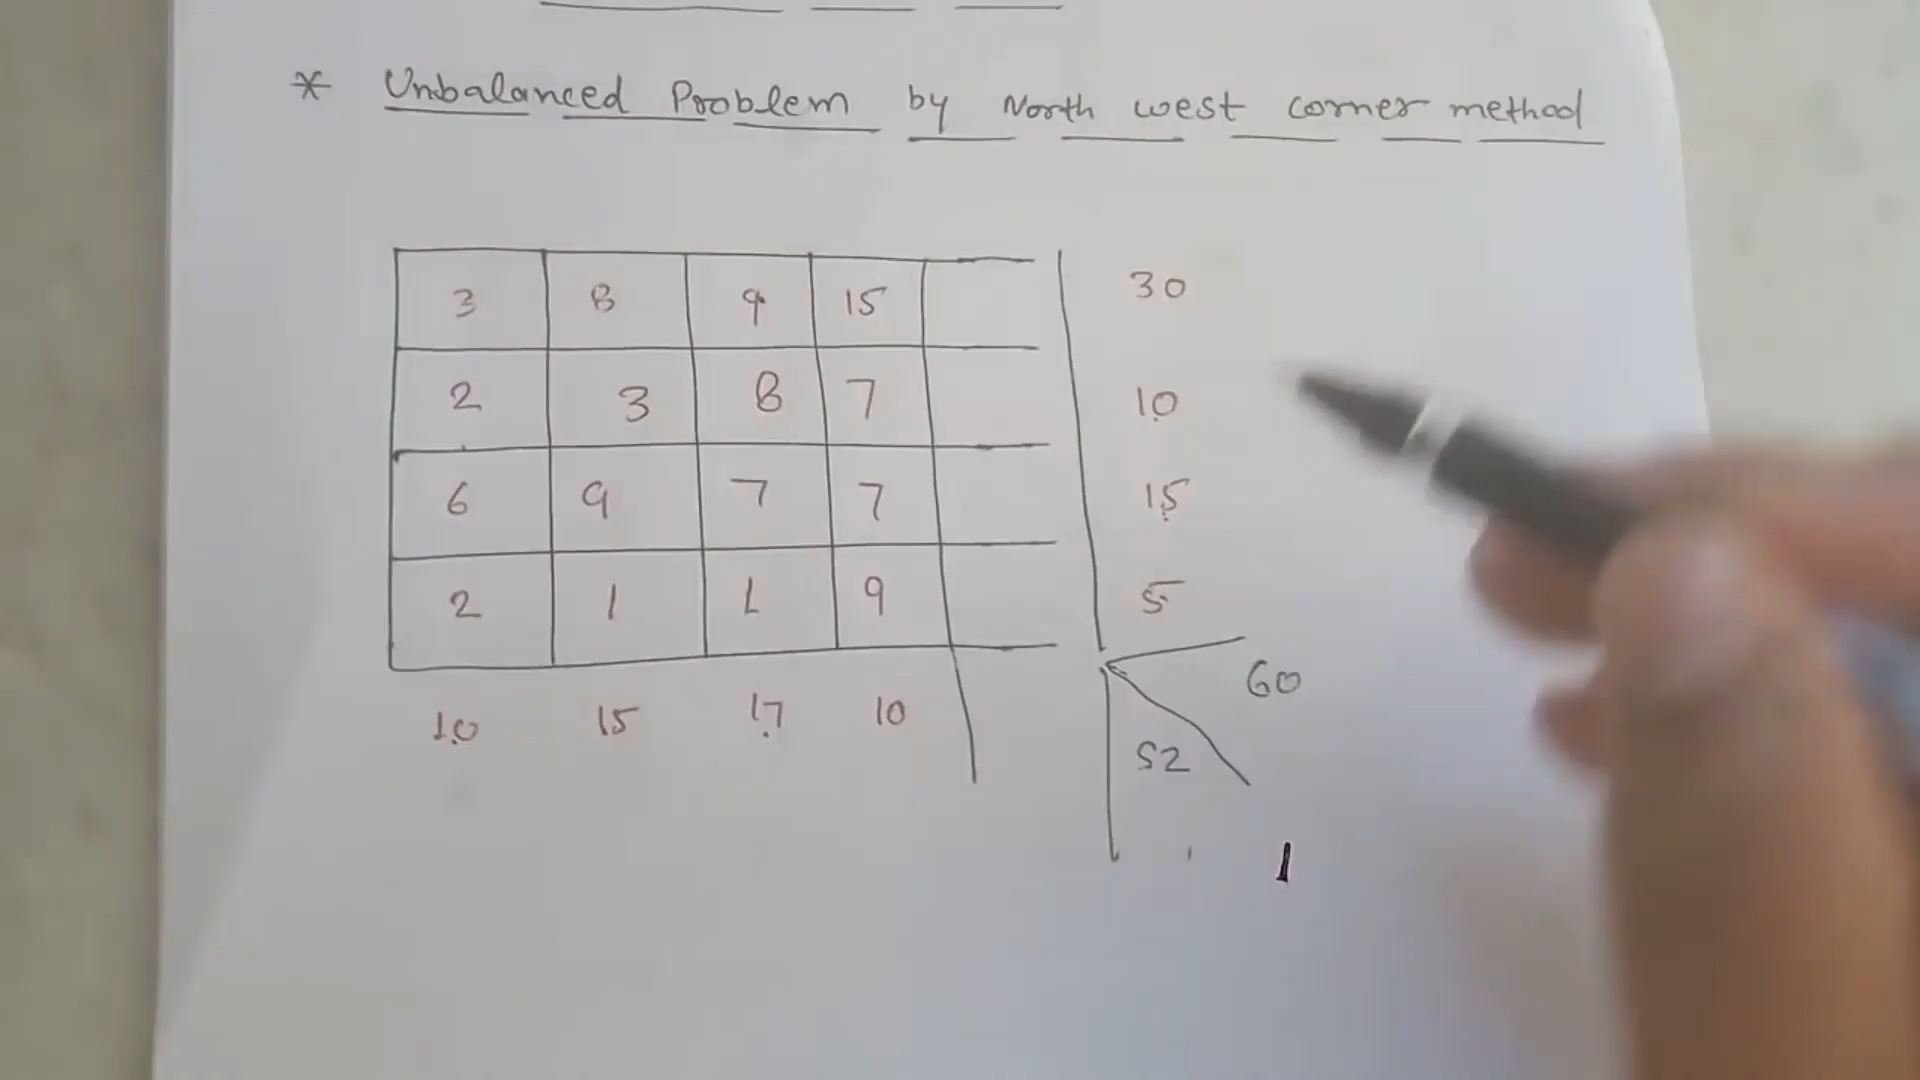 * Unbalanced Problem by North west corner method
3 8 9 15 30
2 3 8 7 10
6 9 7 7 15
2 1 1 9 5
60
10 15 17 10
52